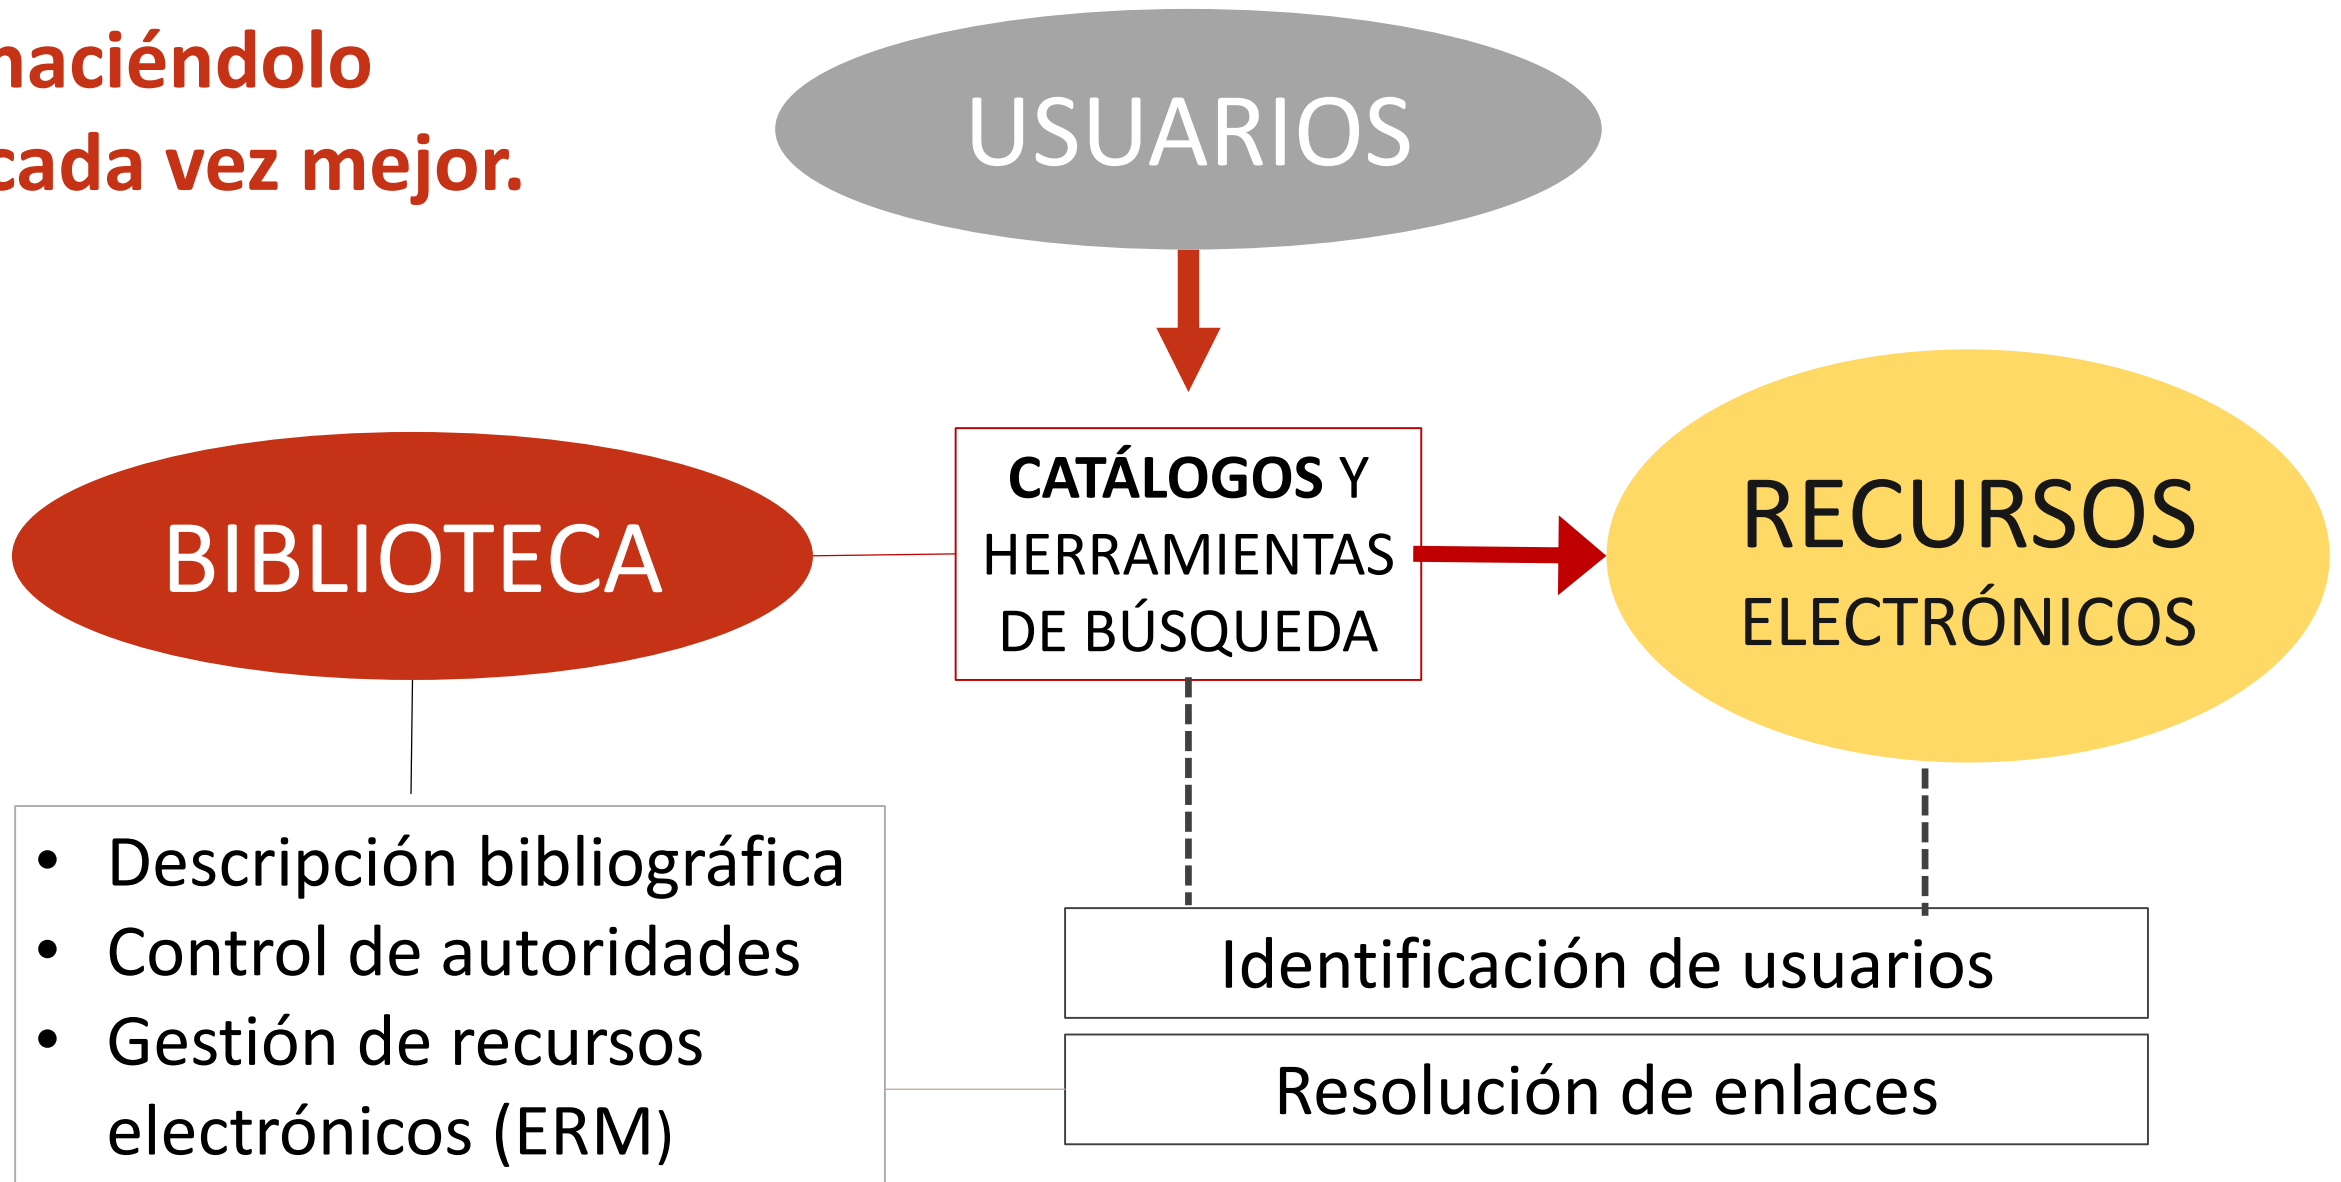 haciéndolo
cada vez mejor.
USUARIOS
BIBLIOTECA
CATÁLOGOS Y
HERRAMIENTAS
DE BÚSQUEDA
RECURSOS
ELECTRÓNICOS
• Descripción bibliográfica
• Control de autoridades
• Gestión de recursos
electrónicos (ERM)
Identificación de usuarios
Resolución de enlaces